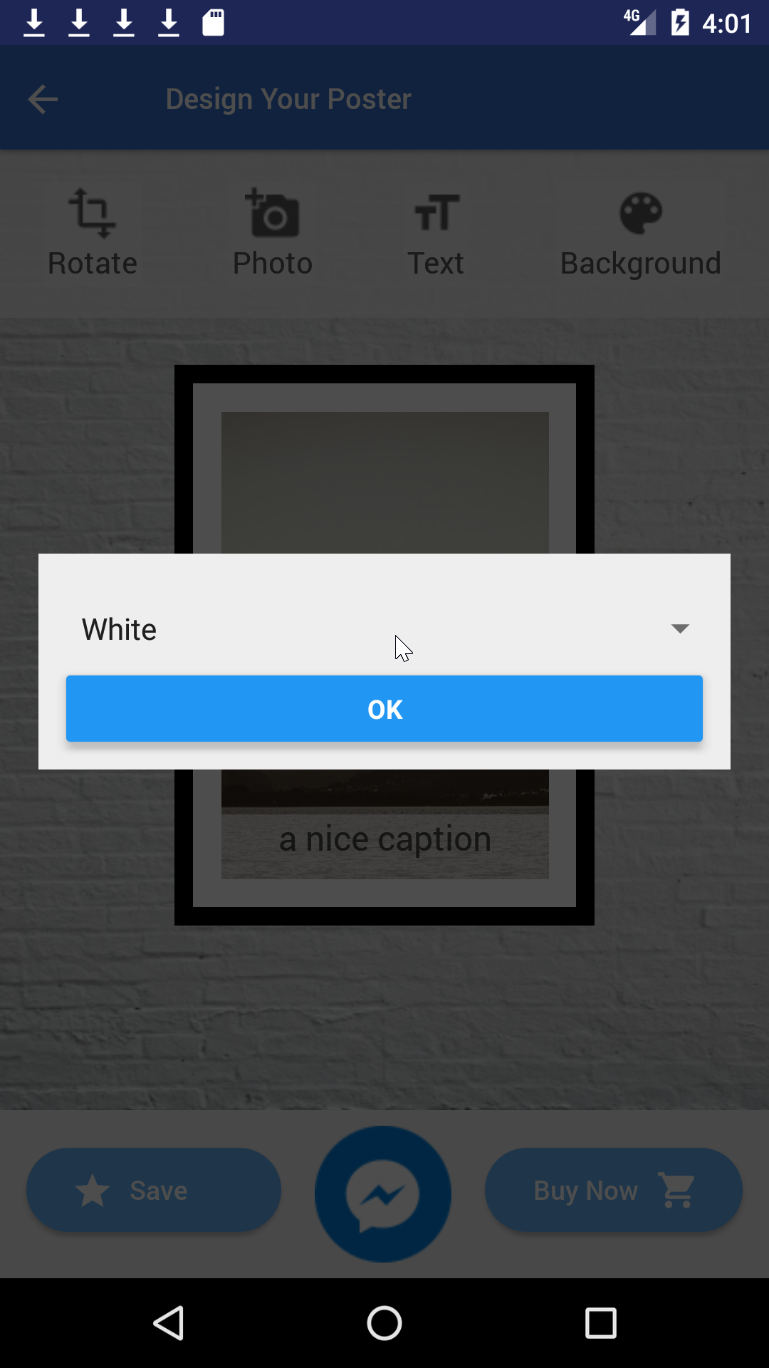 4G 4:01
Design Your Poster
Rotate Photo Text Background
White
OK
a nice caption
Save Buy Now